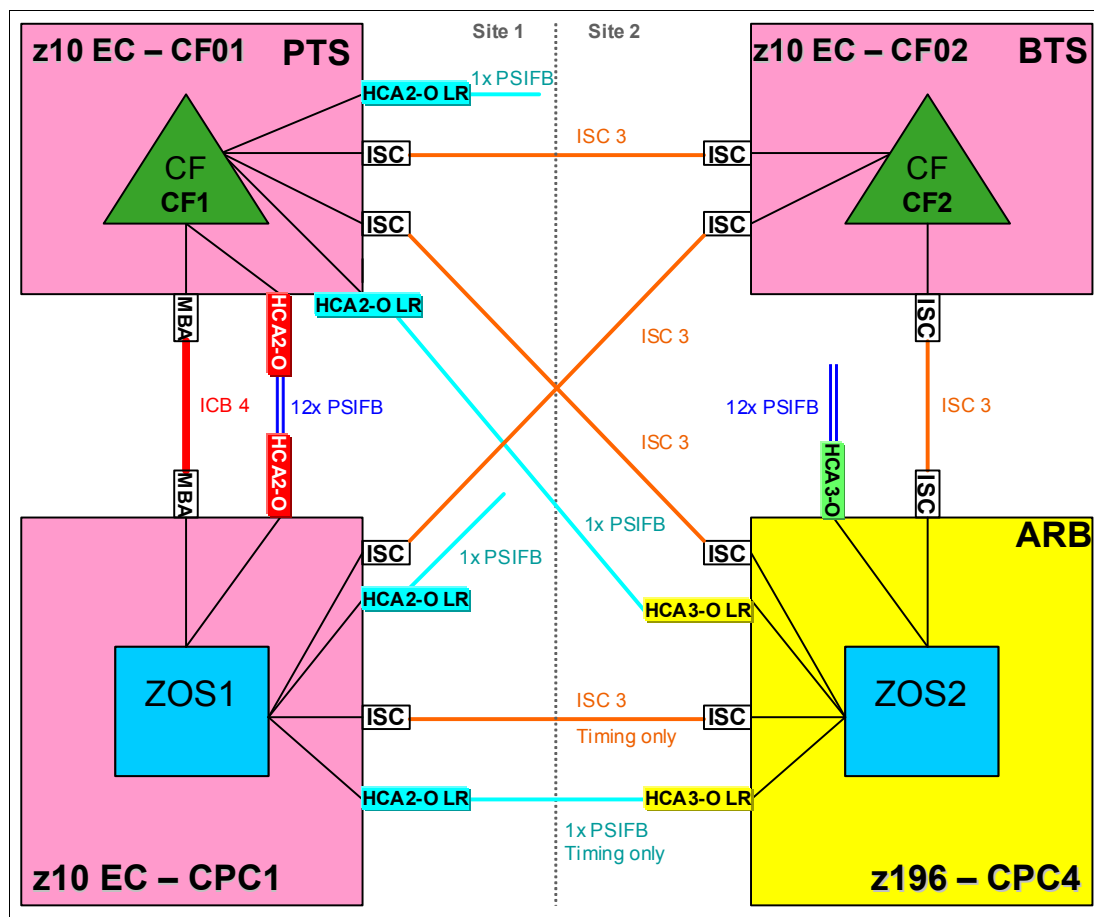 Site 1
Site 2
z10 EC – CF01
PTS
z10 EC – CF02
BTS
1x PSIFB
HCA2-O LR
ISC
ISC 3
ISC
CF
CF1
CF
CF2
ISC
ISC
MBA
HCA2-O
HCA2-O LR
ISC
ISC 3
ICB 4
12x PSIFB
12x PSIFB
ISC 3
ISC 3
MBA
HCA2-O
HCA3-O
ISC
1x PSIFB
ARB
ISC
1x PSIFB
ISC
HCA2-O LR
HCA3-O LR
ZOS1
ZOS2
ISC
ISC 3
Timing only
ISC
HCA2-O LR
HCA3-O LR
1x PSIFB
Timing only
z10 EC – CPC1
z196 – CPC4